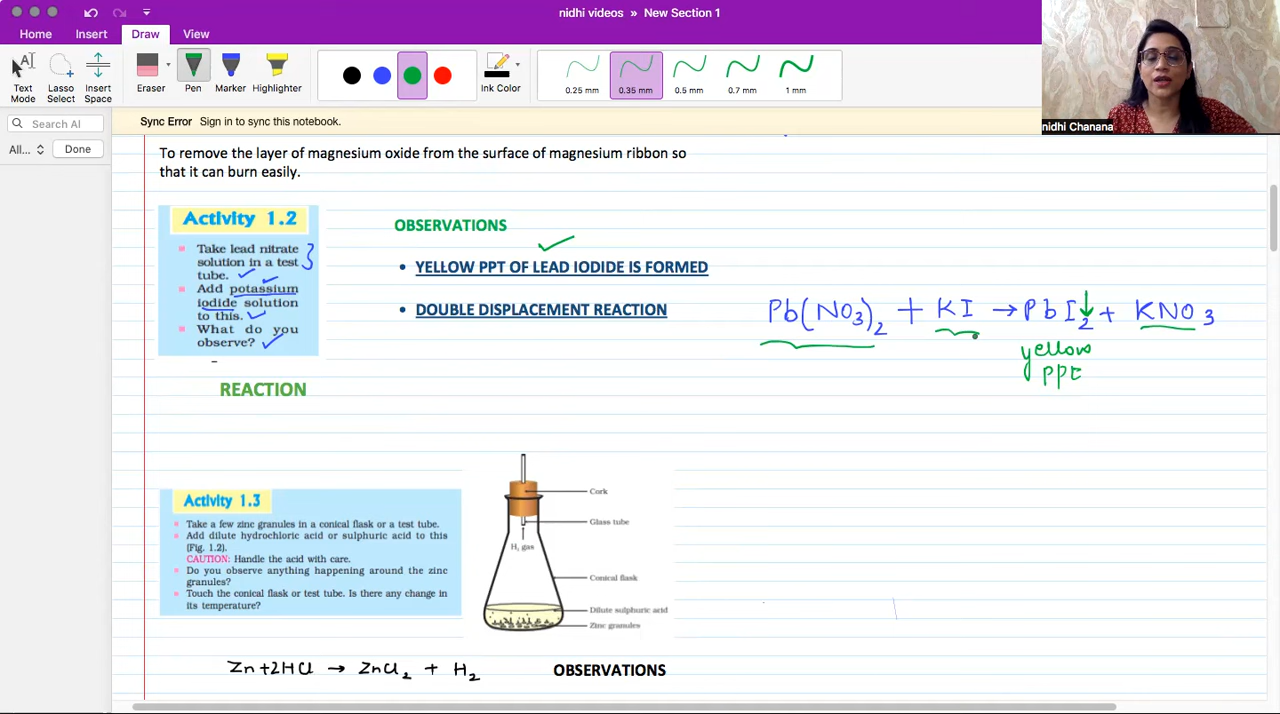 nidhi videos » New Section 1
Home Insert Draw View
Text Mode Lasso Select Insert Space Eraser Pen Marker Highlighter Ink Color 0.25 mm 0.35 mm 0.5 mm 0.7 mm 1 mm
Search Al
Sync Error Sign in to sync this notebook.
nidhi Chanana
All... Done
To remove the layer of magnesium oxide from the surface of magnesium ribbon so
that it can burn easily.
Activity 1.2
Take lead nitrate
solution in a test
tube.
Add potassium
iodide solution
to this.
What do you
observe?
OBSERVATIONS
• YELLOW PPT OF LEAD IODIDE IS FORMED
• DOUBLE DISPLACEMENT REACTION
Pb(NO3)2 + KI → PbI2↓ + KNO3
yellow
ppt
REACTION
Activity 1.3
Take a few zinc granules in a conical flask or a test tube.
Add dilute hydrochloric acid or sulphuric acid to this
(Fig. 1.2).
CAUTION: Handle the acid with care.
Do you observe anything happening around the zinc
granules?
Touch the conical flask or test tube. Is there any change in
its temperature?
Cork
Glass tube
H2 gas
Conical flask
Dilute sulphuric acid
Zinc granules
Zn+2HCl → ZnCl2 + H2
OBSERVATIONS